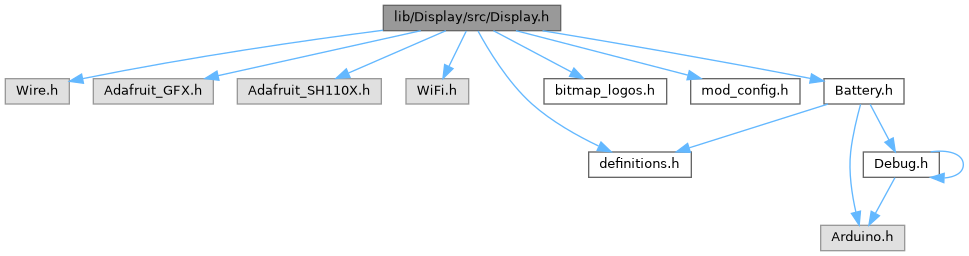 lib/Display/src/Display.h
Wire.h
Adafruit_GFX.h
Adafruit_SH110X.h
WiFi.h
bitmap_logos.h
mod_config.h
Battery.h
definitions.h
Debug.h
Arduino.h